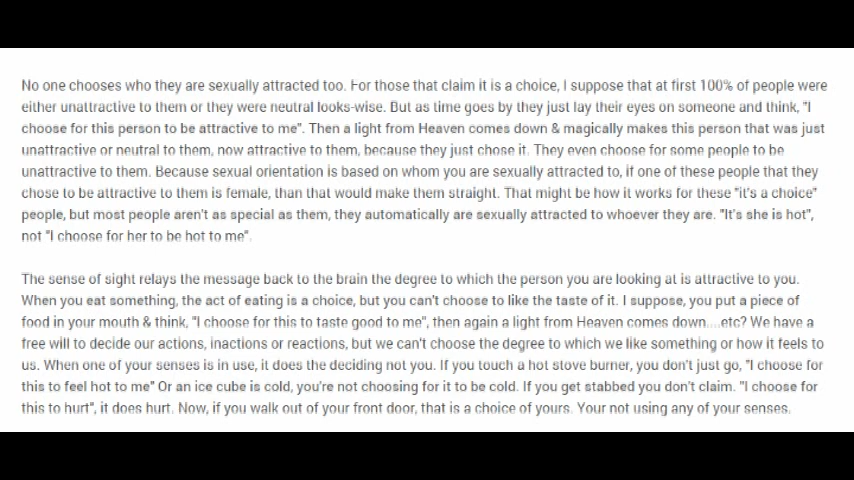 No one chooses who they are sexually attracted too. For those that claim it is a choice, I suppose that at first 100% of people were
either unattractive to them or they were neutral looks-wise. But as time goes by they just lay their eyes on someone and think, "I
choose for this person to be attractive to me". Then a light from Heaven comes down & magically makes this person that was just
unattractive or neutral to them, now attractive to them, because they just chose it. They even choose for some people to be
unattractive to them. Because sexual orientation is based on whom you are sexually attracted to, if one of these people that they
chose to be attractive to them is female, than that would make them straight. That might be how it works for these "it's a choice"
people, but most people aren't as special as them, they automatically are sexually attracted to whoever they are. "It's she is hot",
not "I choose for her to be hot to me".
The sense of sight relays the message back to the brain the degree to which the person you are looking at is attractive to you.
When you eat something, the act of eating is a choice, but you can't choose to like the taste of it. I suppose, you put a piece of
food in your mouth & think, "I choose for this to taste good to me", then again a light from Heaven comes down....etc? We have a
free will to decide our actions, inactions or reactions, but we can't choose the degree to which we like something or how it feels to
us. When one of your senses is in use, it does the deciding not you. If you touch a hot stove burner, you don't just go, "I choose for
this to feel hot to me" Or an ice cube is cold, you're not choosing for it to be cold. If you get stabbed you don't claim. "I choose for
this to hurt", it does hurt. Now, if you walk out of your front door, that is a choice of yours. Your not using any of your senses.